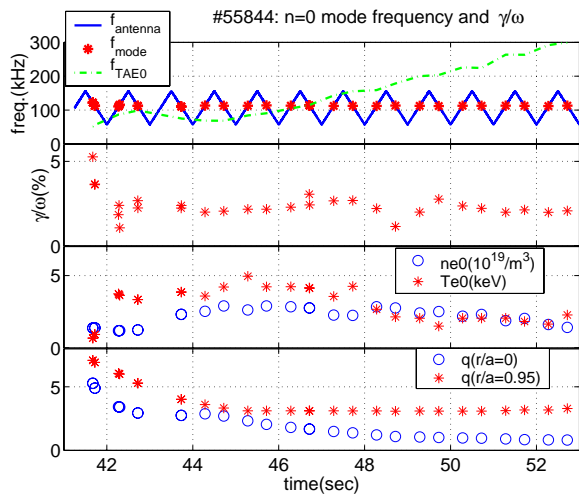 #55844: n=0 mode frequency and γ/ω
f_antenna
f_mode
f_TAE0
freq.(kHz)
300
200
100
0
γ/ω(%)
5
0
ne0(10^19/m^3)
Te0(keV)
5
0
q(r/a=0)
q(r/a=0.95)
5
0
42 44 46 48 50 52
time(sec)